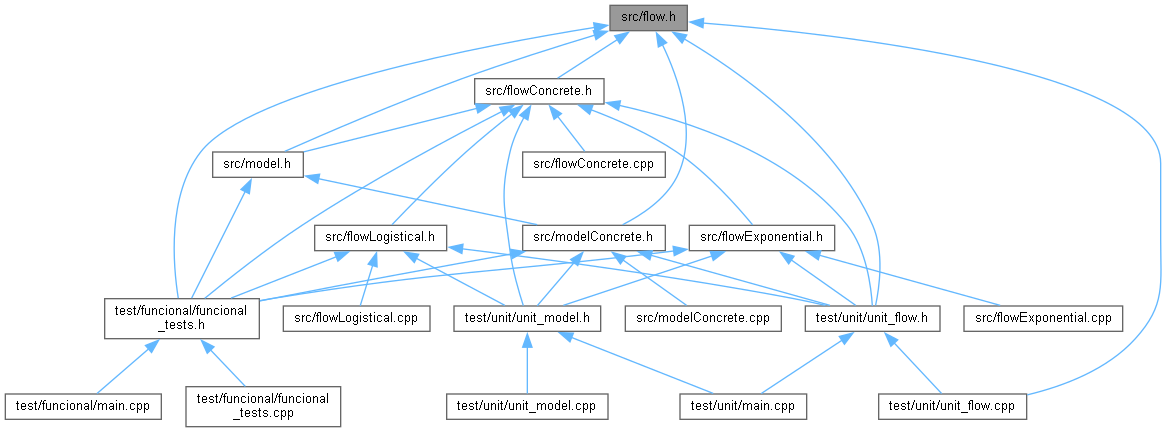 src/flow.h
src/flowConcrete.h
src/model.h
src/flowConcrete.cpp
src/flowLogistical.h
src/modelConcrete.h
src/flowExponential.h
test/funcional/funcional
_tests.h
src/flowLogistical.cpp
test/unit/unit_model.h
src/modelConcrete.cpp
test/unit/unit_flow.h
src/flowExponential.cpp
test/funcional/main.cpp
test/funcional/funcional
_tests.cpp
test/unit/unit_model.cpp
test/unit/main.cpp
test/unit/unit_flow.cpp